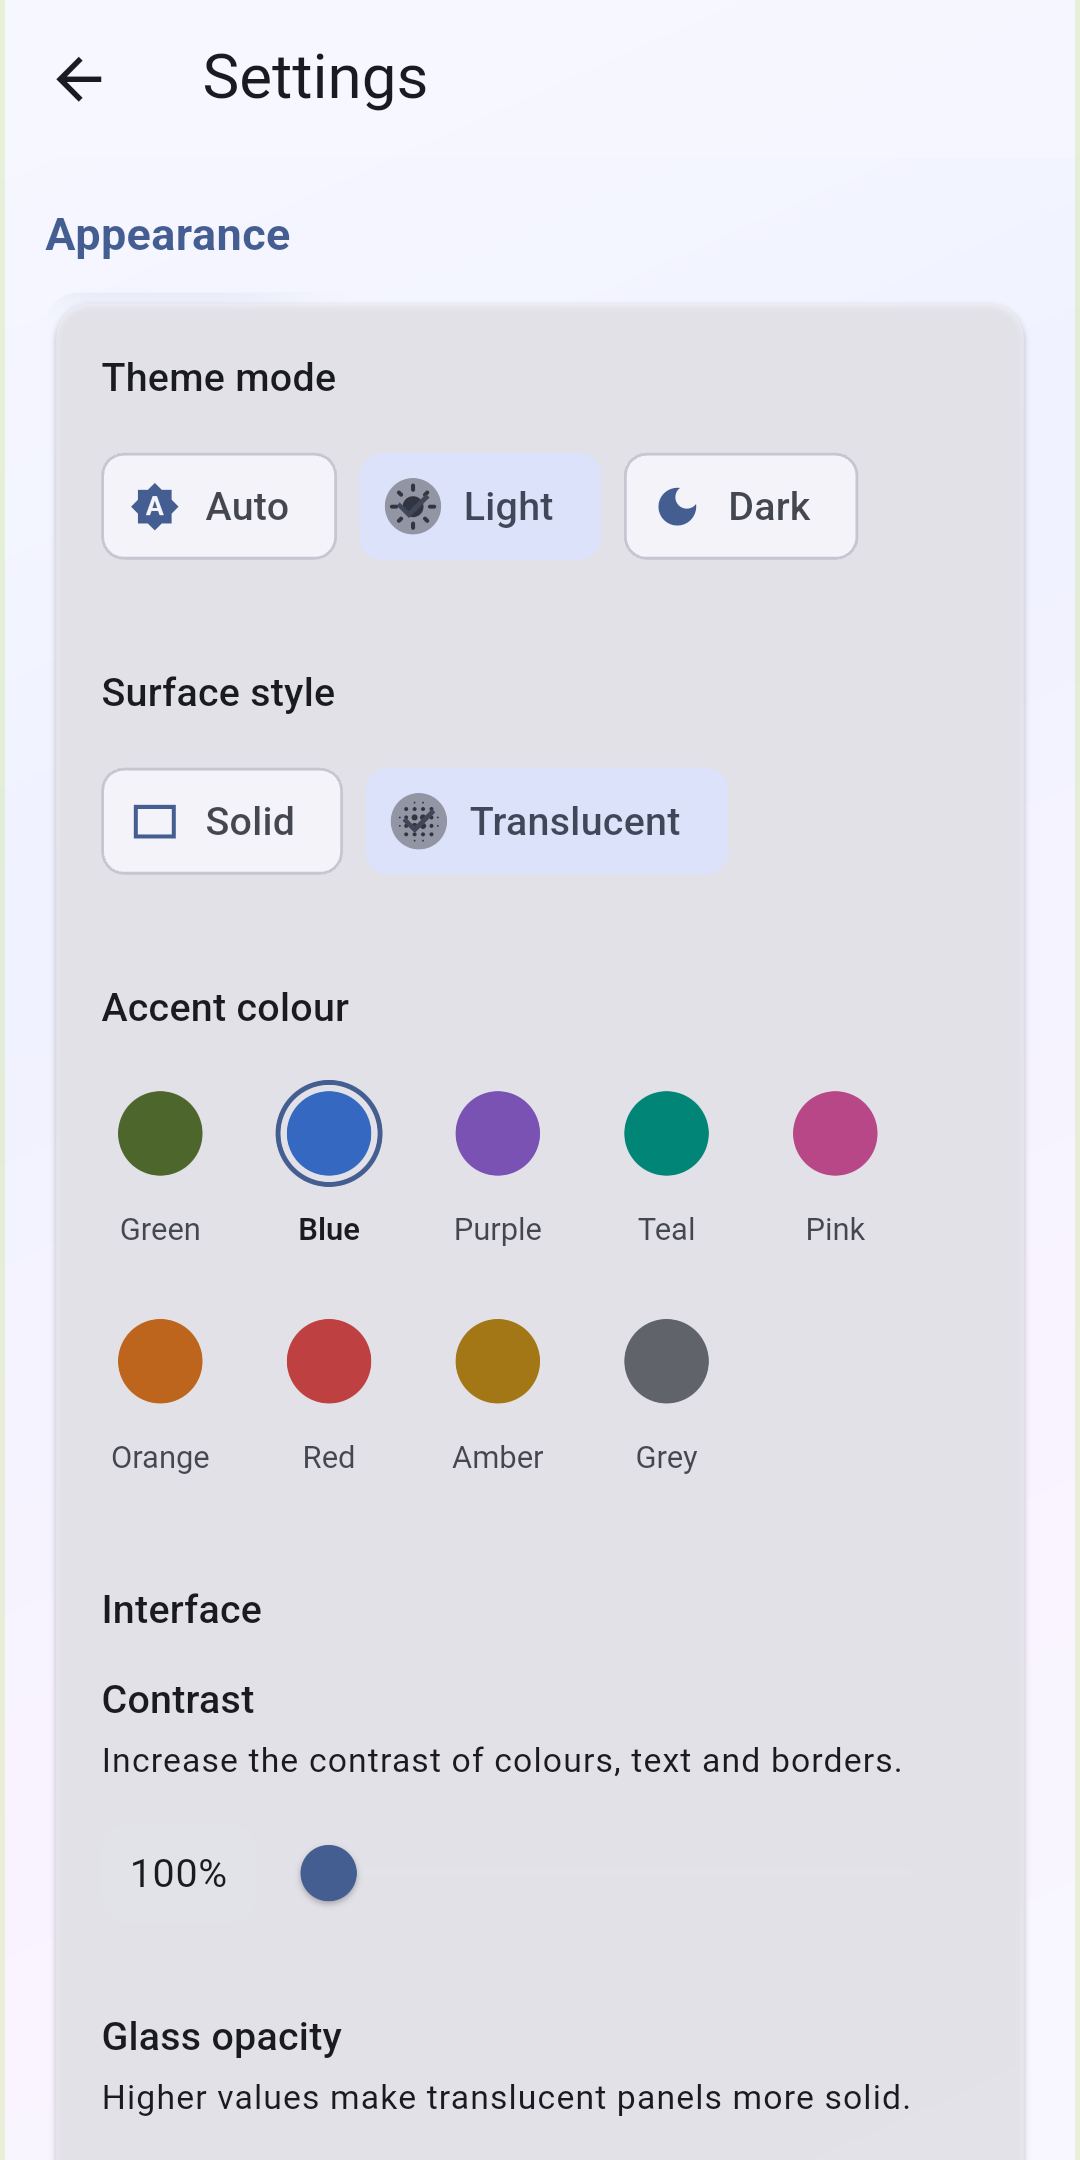 Settings
Appearance
Theme mode
A Auto Light Dark
Surface style
Solid Translucent
Accent colour
Green Blue Purple Teal Pink
Orange Red Amber Grey
Interface
Contrast
Increase the contrast of colours, text and borders.
100%
Glass opacity
Higher values make translucent panels more solid.